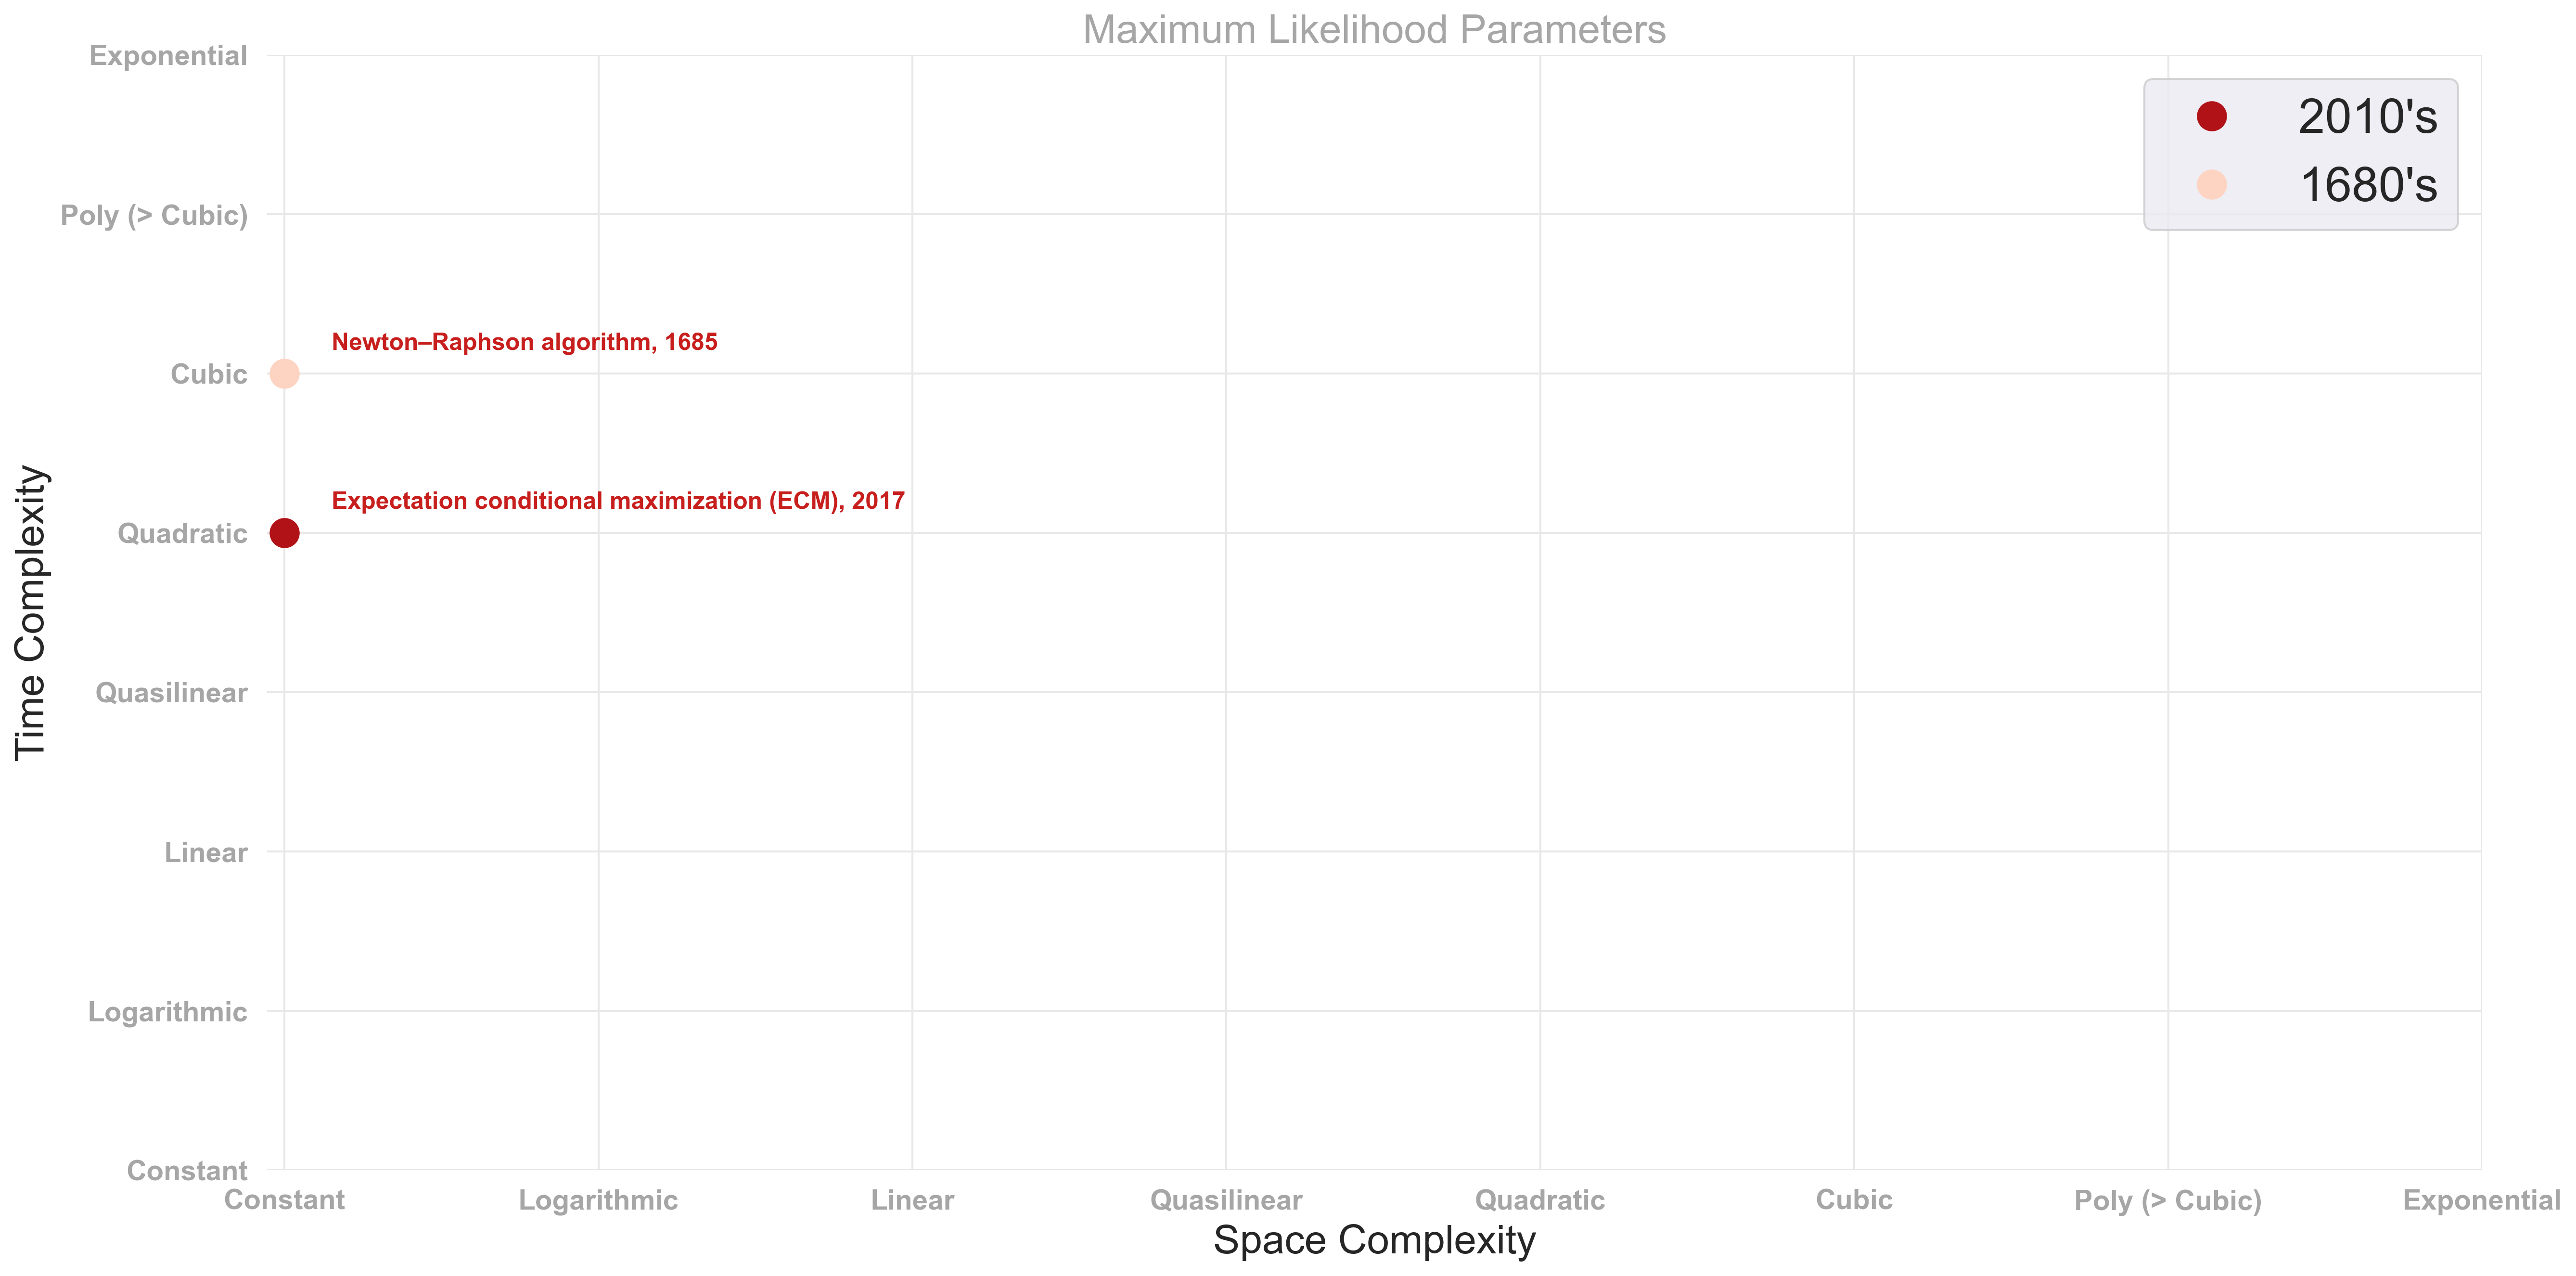 Maximum Likelihood Parameters
Exponential
Poly (> Cubic)
Cubic
Quadratic
Quasilinear
Linear
Logarithmic
Constant
Time Complexity
2010's
1680's
Newton–Raphson algorithm, 1685
Expectation conditional maximization (ECM), 2017
Constant
Logarithmic
Linear
Quasilinear
Quadratic
Cubic
Poly (> Cubic)
Exponential
Space Complexity